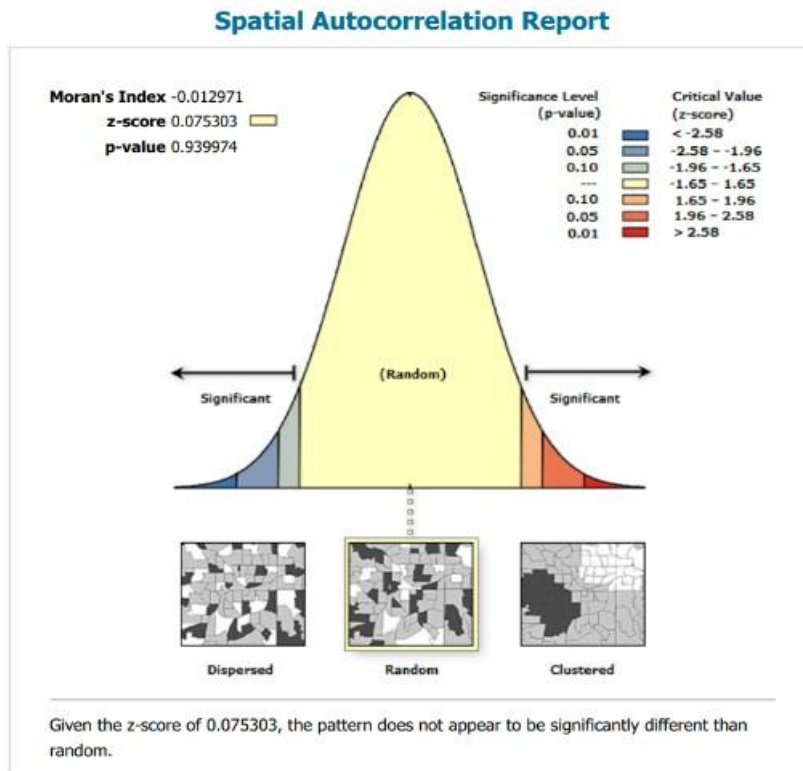 Spatial Autocorrelation Report
Moran's Index -0.012971
z-score 0.075303
p-value 0.939974
Significance Level
(p-value)
Critical Value
(z-score)
0.01 < -2.58
0.05 -2.58 – -1.96
0.10 -1.96 – -1.65
--- -1.65 – 1.65
0.10 1.65 – 1.96
0.05 1.96 – 2.58
0.01 > 2.58
(Random)
Significant
Significant
Dispersed
Random
Clustered
Given the z-score of 0.075303, the pattern does not appear to be significantly different than
random.